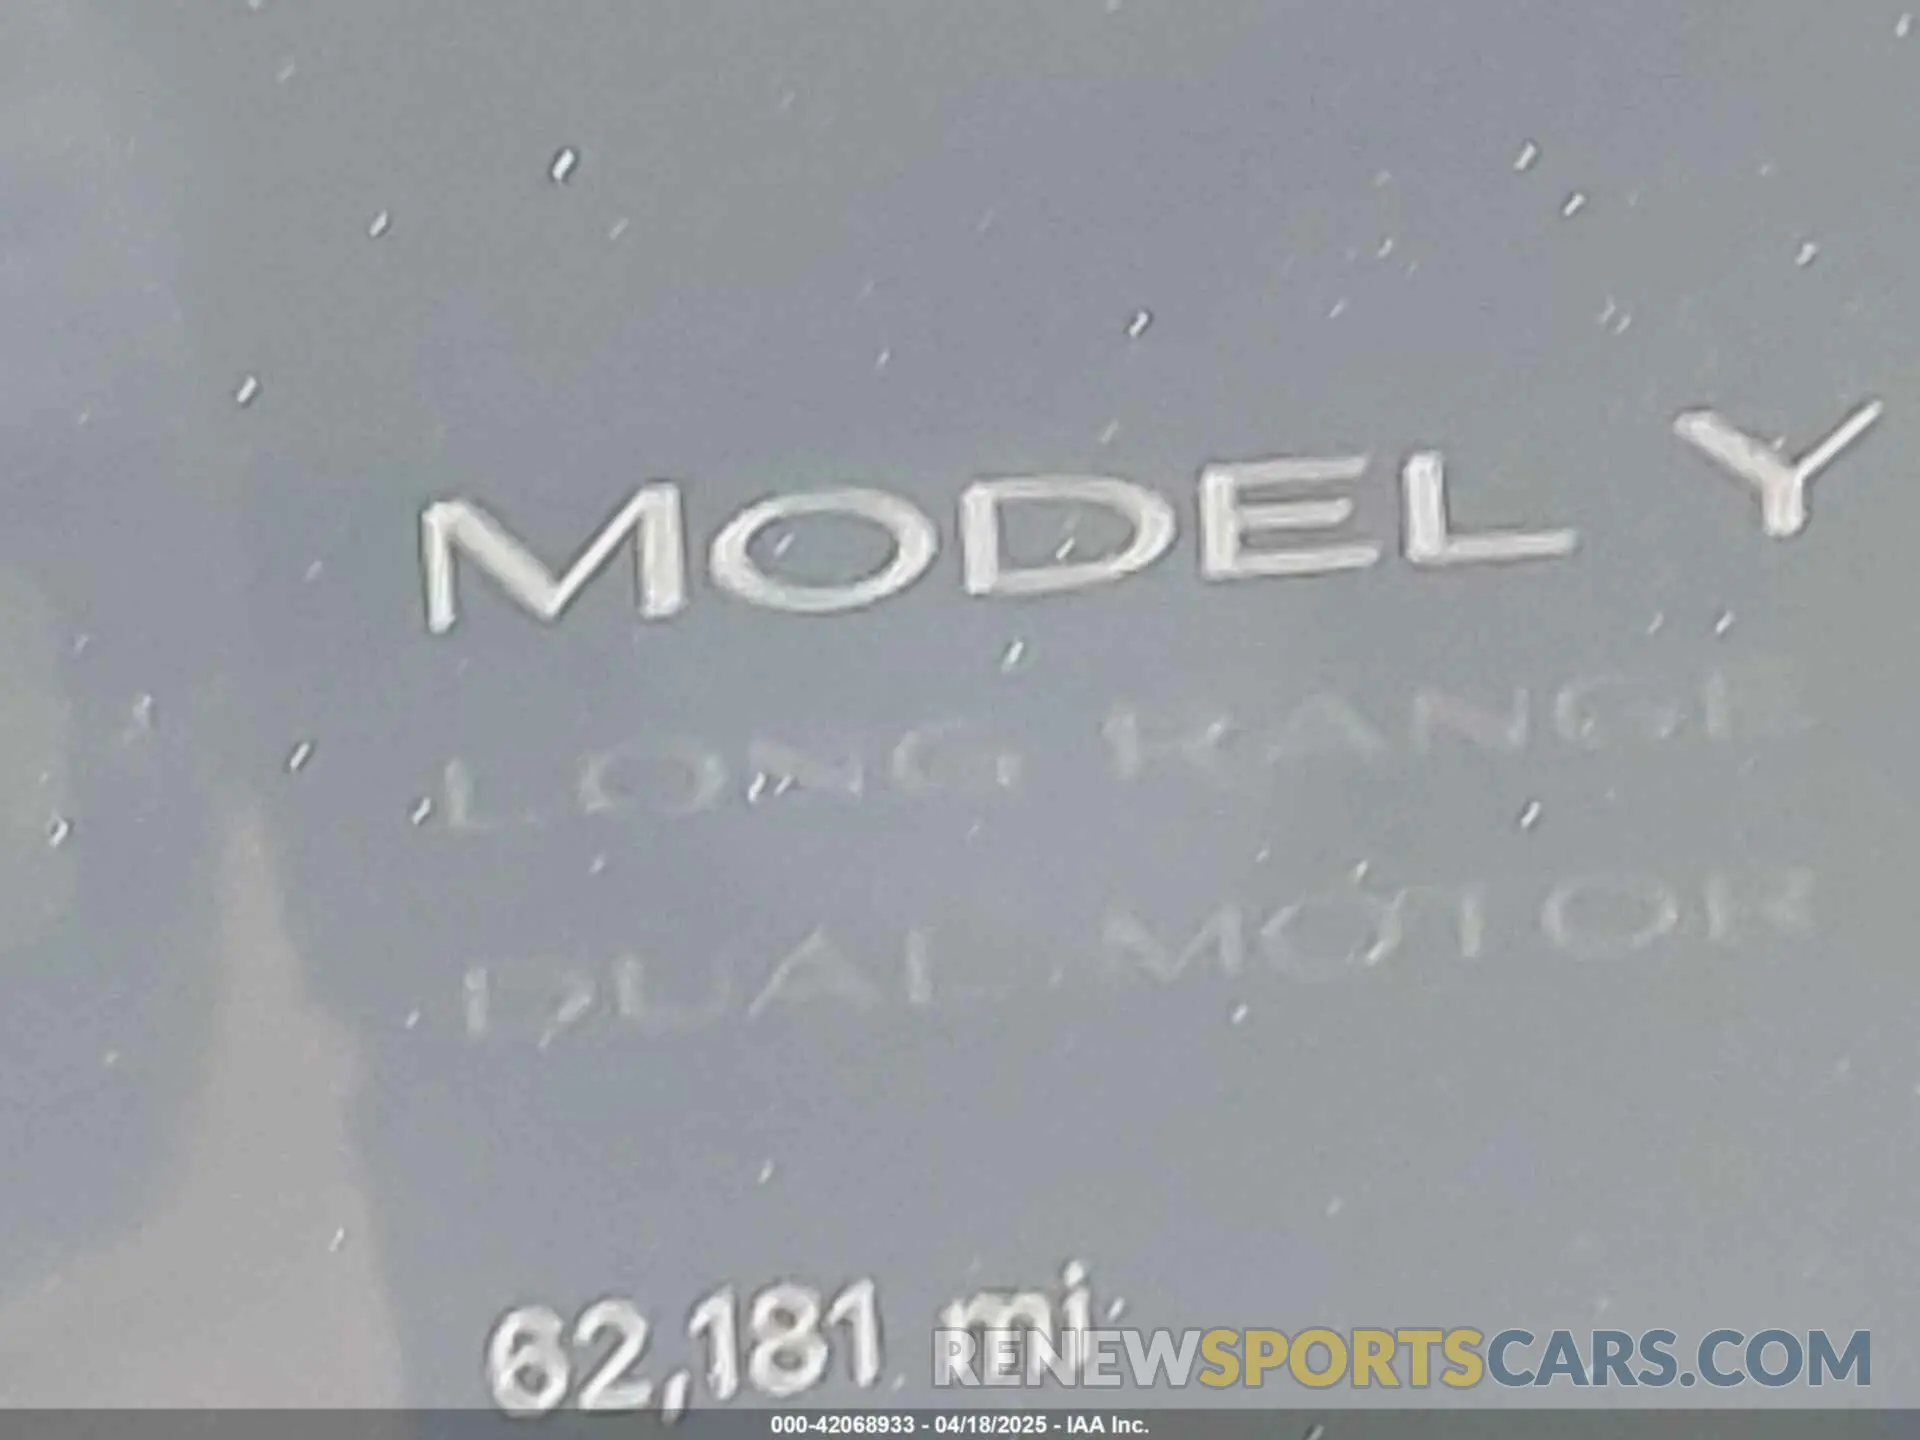 MODEL Y
LONG RANGE
DUAL MOTOR
62,181 mi
RENEWSPORTSCARS.COM
000-42068933 - 04/18/2025 - IAA Inc.